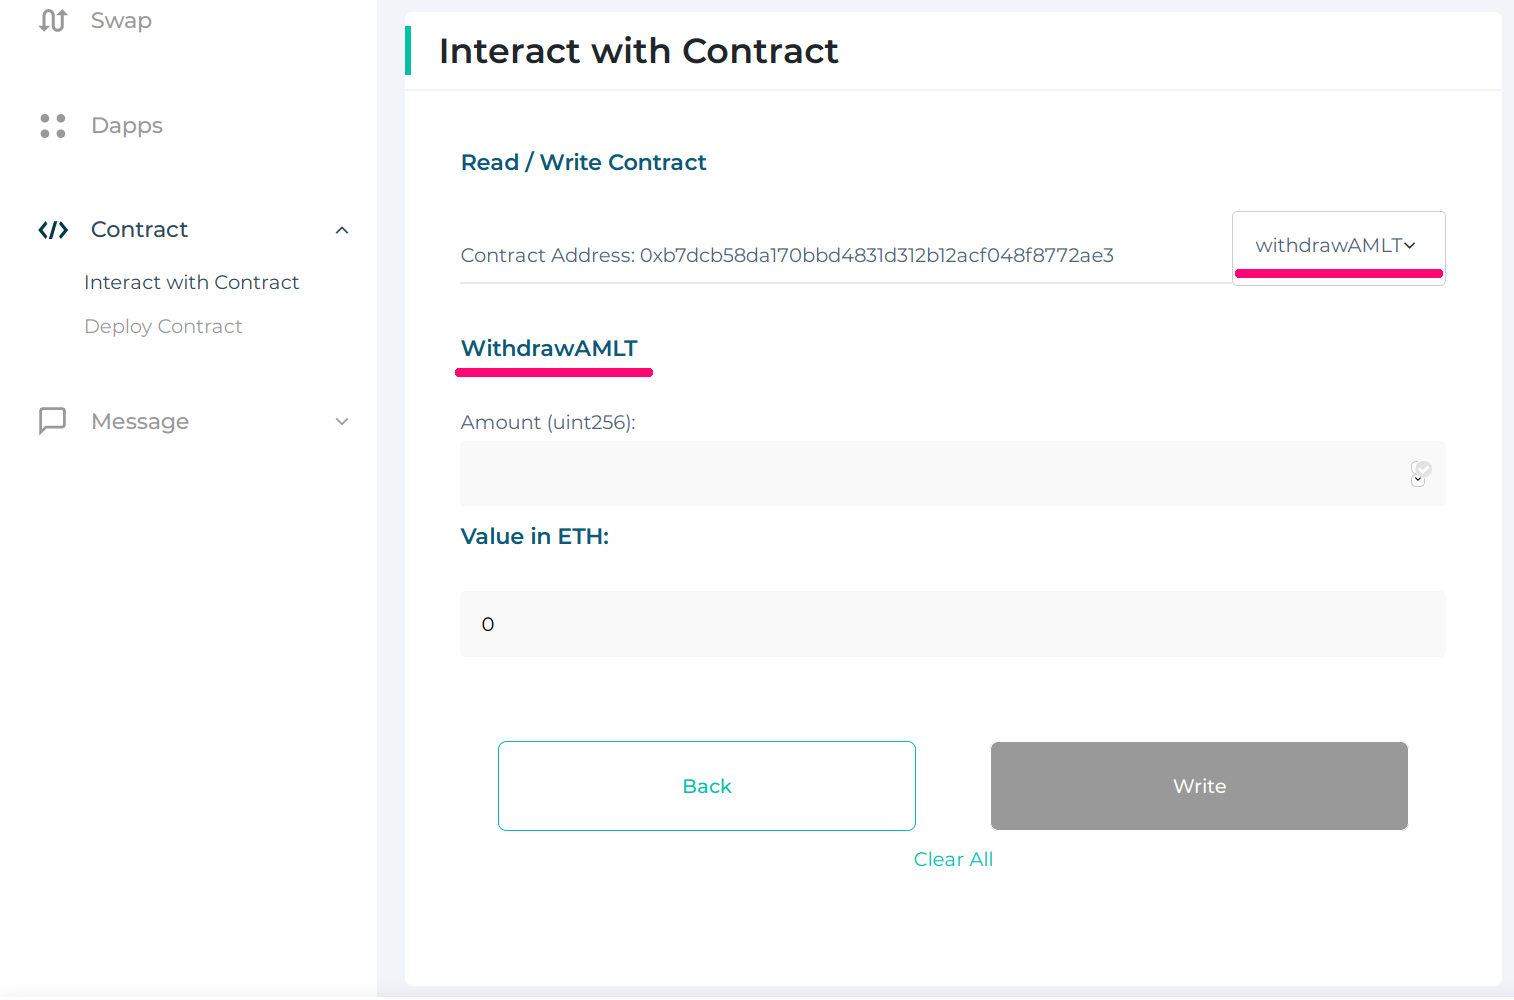 Swap
Dapps
Contract
Interact with Contract
Deploy Contract
Message
Interact with Contract
Read / Write Contract
Contract Address: 0xb7dcb58da170bbd4831d312b12acf048f8772ae3
withdrawAMLT
WithdrawAMLT
Amount (uint256):
Value in ETH:
0
Back
Write
Clear All